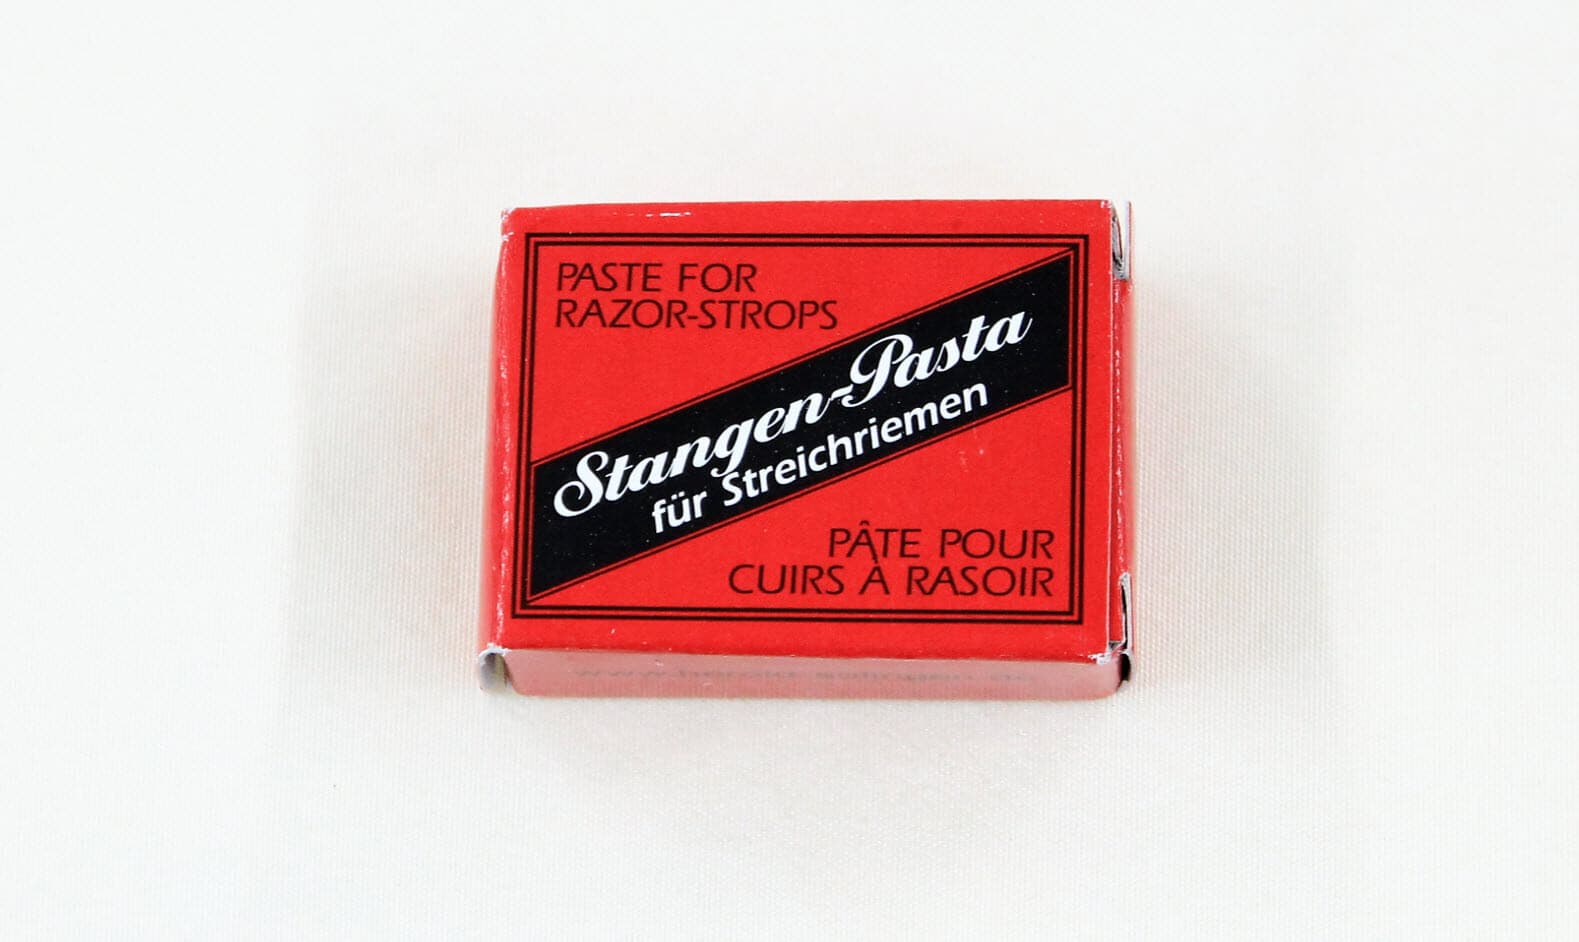 PASTE FOR
RAZOR-STROPS
Stangen-Pasta
für Streichriemen
PÂTE POUR
CUIRS À RASOIR